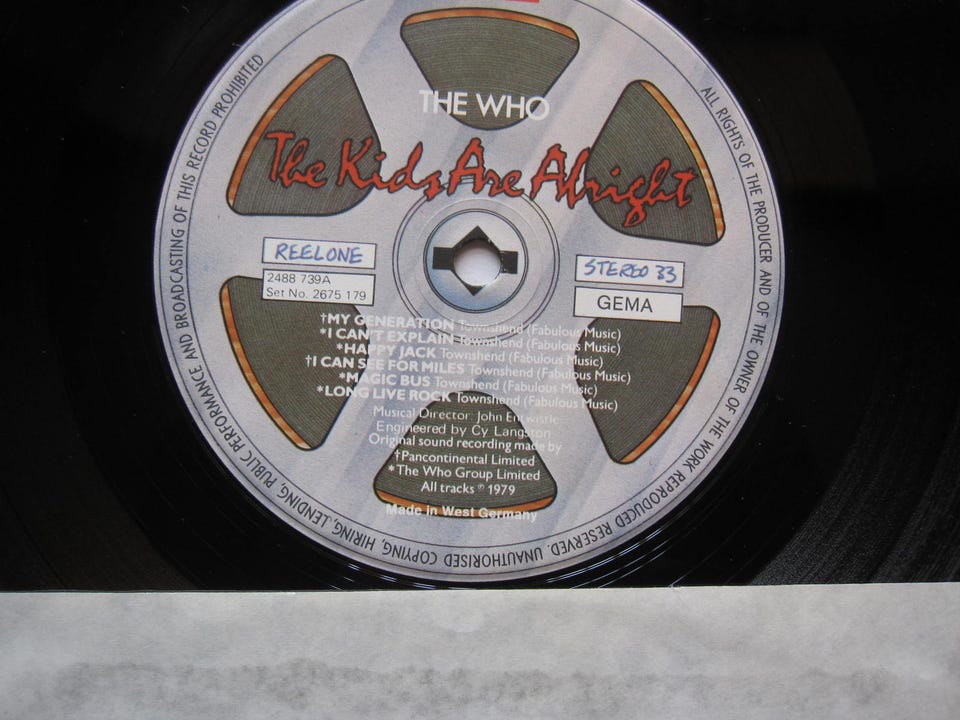 THE WHO
The Kids Are Alright
REEL ONE
2488 739A
Set No. 2675 179
STEREO 33
GEMA
†MY GENERATION Townshend (Fabulous Music)
*I CAN'T EXPLAIN Townshend (Fabulous Music)
*HAPPY JACK Townshend (Fabulous Music)
†I CAN SEE FOR MILES Townshend (Fabulous Music)
*MAGIC BUS Townshend (Fabulous Music)
*LONG LIVE ROCK Townshend (Fabulous Music)
Musical Director: John Entwistle
Engineered by Cy Langston
Original sound recording made by
†Pancontinental Limited
*The Who Group Limited
All tracks ℗ 1979
Made in West Germany
ALL RIGHTS OF THE PRODUCER AND OF THE OWNER OF THE WORK REPRODUCED RESERVED. UNAUTHORISED COPYING, HIRING, LENDING, PUBLIC PERFORMANCE AND BROADCASTING OF THIS RECORD PROHIBITED